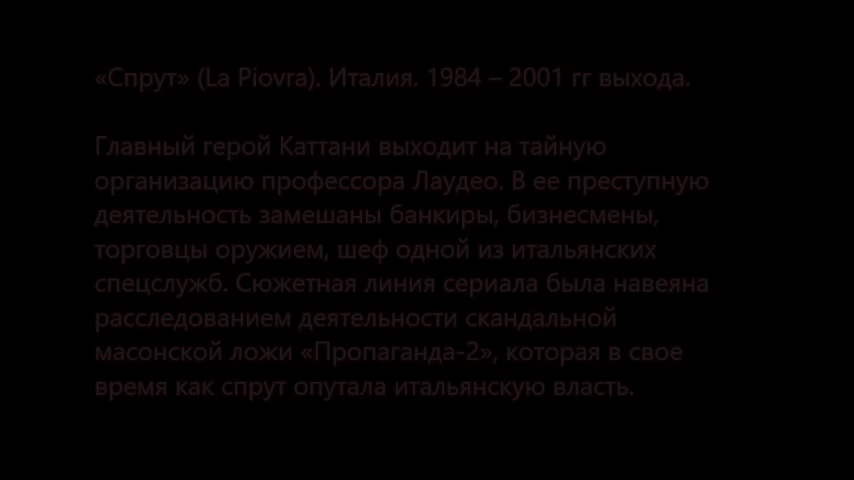 «Спрут» (La Piovra). Италия. 1984 – 2001 гг выхода.
Главный герой Каттани выходит на тайную
организацию профессора Лаудео. В ее преступную
деятельность замешаны банкиры, бизнесмены,
торговцы оружием, шеф одной из итальянских
спецслужб. Сюжетная линия сериала была навеяна
расследованием деятельности скандальной
масонской ложи «Пропаганда-2», которая в свое
время как спрут опутала итальянскую власть.